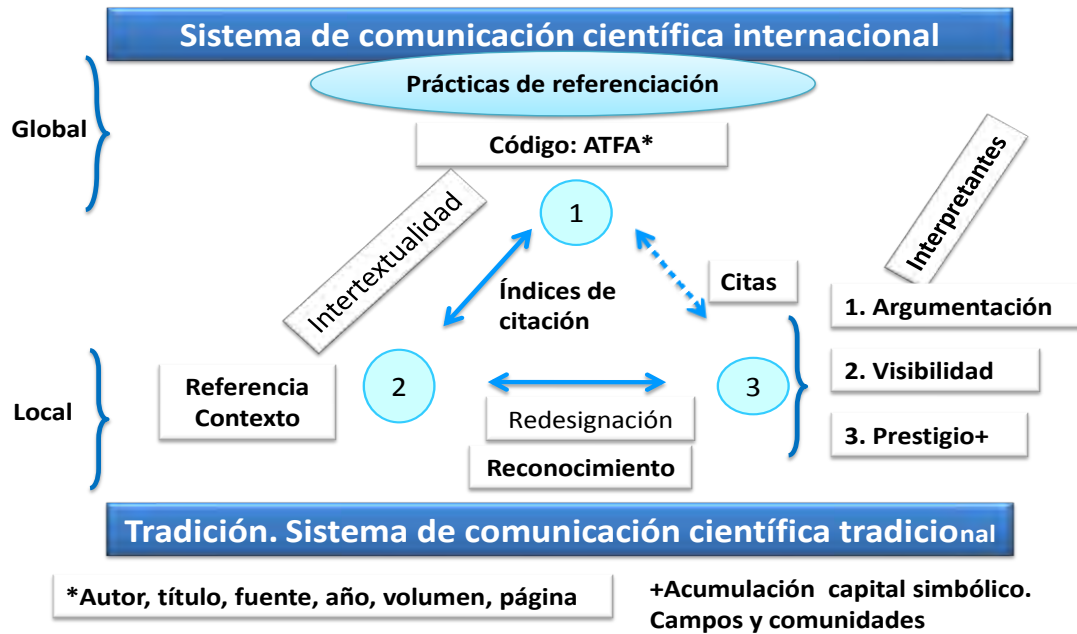 Sistema de comunicación científica internacional
Prácticas de referenciación
Global
Código: ATFA*
1
Intertextualidad
Interpretantes
Índices de
citación
Citas
1. Argumentación
2. Visibilidad
3. Prestigio+
Local
Referencia
Contexto
2
3
Redesignación
Reconocimiento
Tradición. Sistema de comunicación científica tradicional
*Autor, título, fuente, año, volumen, página
+Acumulación capital simbólico.
Campos y comunidades